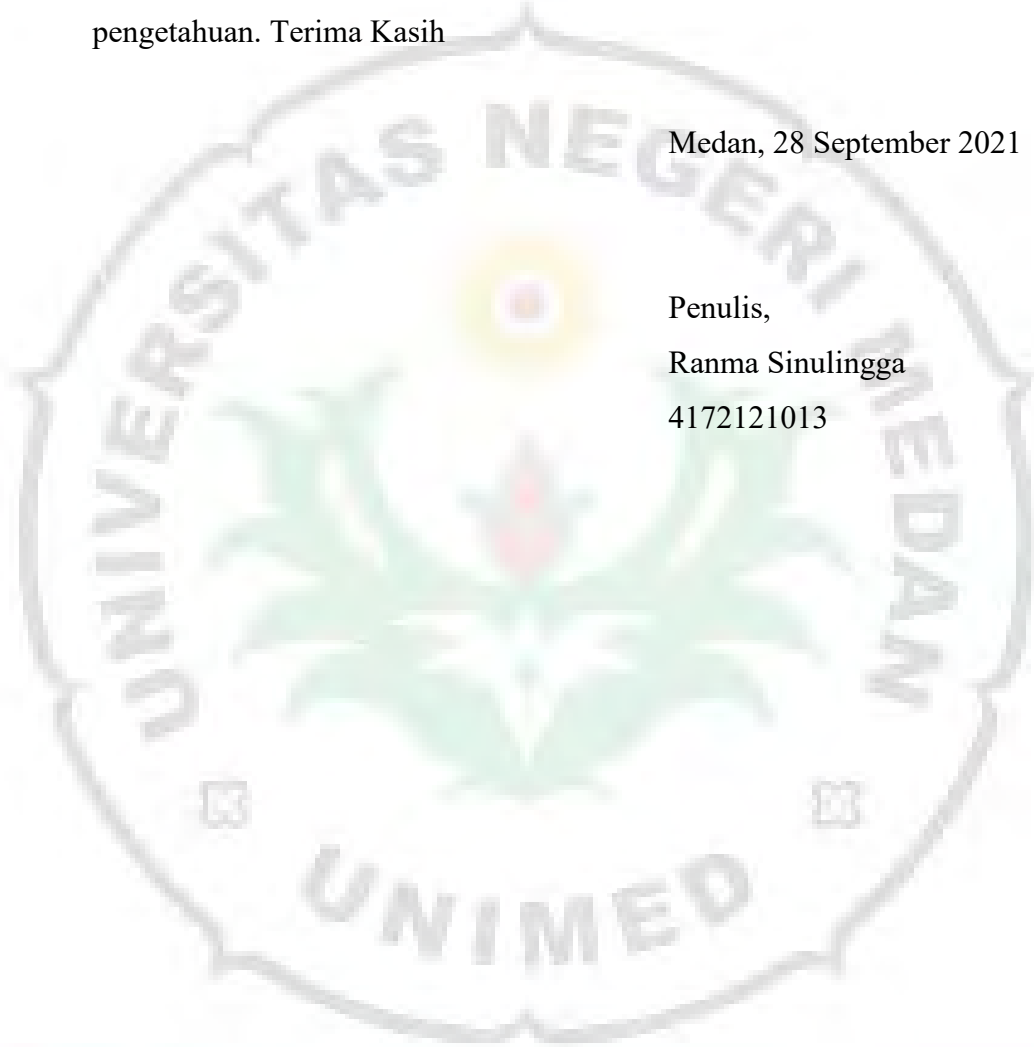 pengetahuan. Terima Kasih
Medan, 28 September 2021
Penulis,
Ranma Sinulingga
4172121013
UNIVERSITAS NEGERI MEDAN
UNIMED